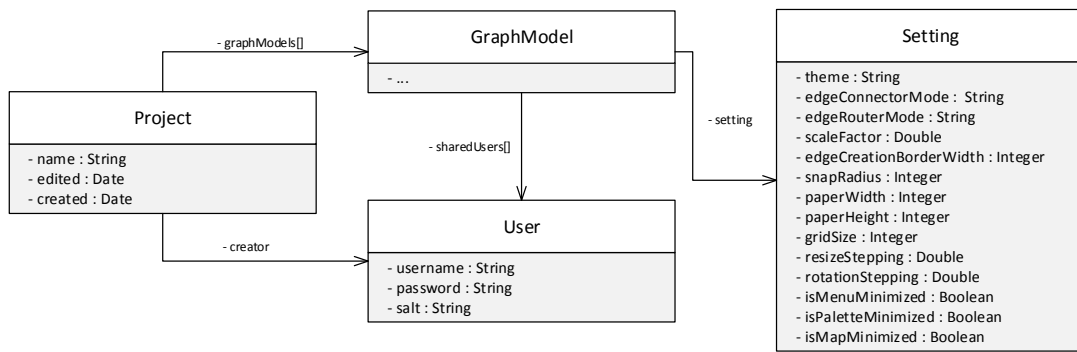 Project
- name : String
- edited : Date
- created : Date
- graphModels[]
- creator
GraphModel
- ...
- sharedUsers[]
User
- username : String
- password : String
- salt : String
- setting
Setting
- theme : String
- edgeConnectorMode :  String
- edgeRouterMode : String
- scaleFactor : Double
- edgeCreationBorderWidth : Integer
- snapRadius : Integer
- paperWidth : Integer
- paperHeight : Integer
- gridSize : Integer
- resizeStepping : Double
- rotationStepping : Double
- isMenuMinimized : Boolean
- isPaletteMinimized : Boolean
- isMapMinimized : Boolean